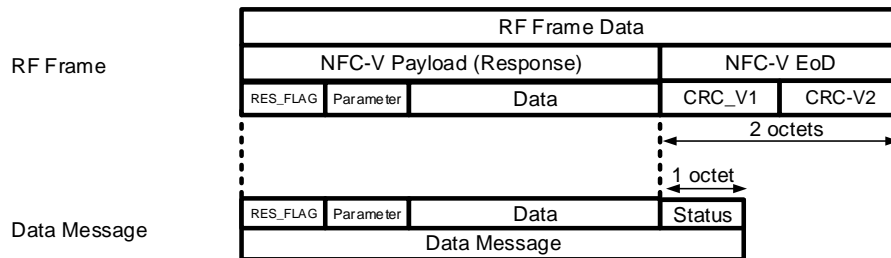 RF Frame Data
RF Frame
NFC-V Payload (Response)
NFC-V EoD
RES_FLAG
Parameter
Data
CRC_V1
CRC-V2
2 octets
1 octet
RES_FLAG
Parameter
Data
Status
Data Message
Data Message